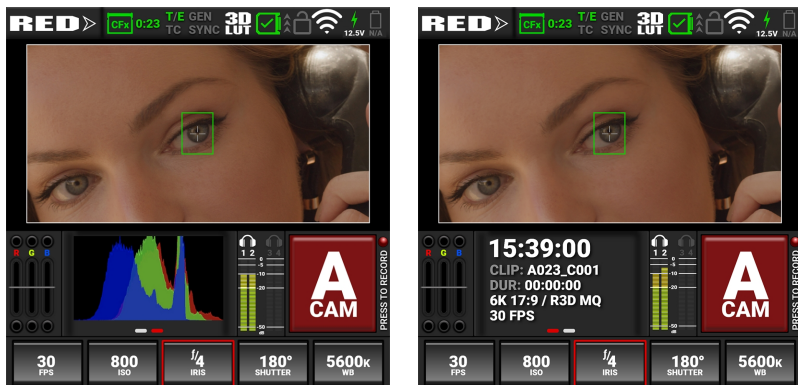 RED
CFx 0:23
T/E GEN
TC SYNC
3D
LUT
12.5V
N/A
R G B
1 2 3 4
0
-5
-10
-20
-50
dB
A
CAM
PRESS TO RECORD
30
FPS
800
ISO
f/4
IRIS
180°
SHUTTER
5600K
WB
RED
CFx 0:23
T/E GEN
TC SYNC
3D
LUT
12.5V
N/A
R G B
15:39:00
CLIP: A023_C001
DUR: 00:00:00
6K 17:9 / R3D MQ
30 FPS
1 2 3 4
0
-5
-10
-20
-50
dB
A
CAM
PRESS TO RECORD
30
FPS
800
ISO
f/4
IRIS
180°
SHUTTER
5600K
WB